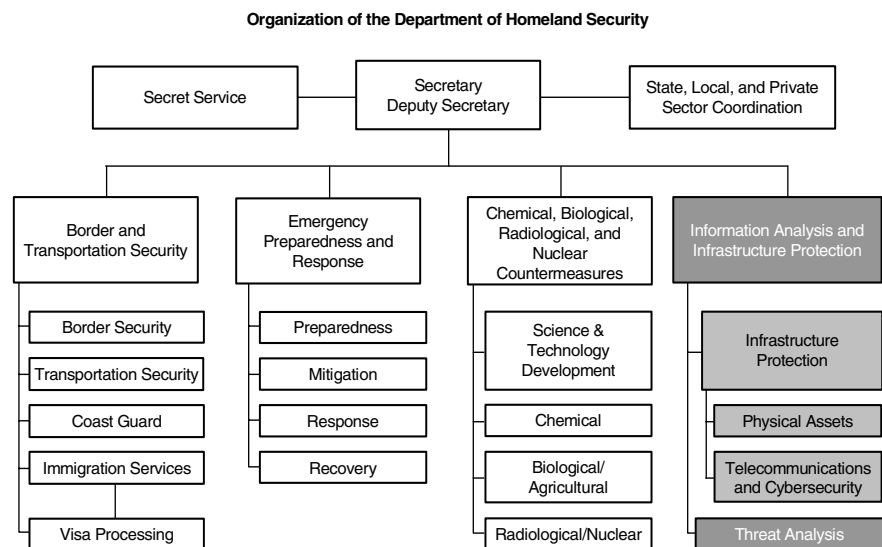 Organization of the Department of Homeland Security
Secret Service
Secretary
Deputy Secretary
State, Local, and Private
Sector Coordination
Border and
Transportation Security
Emergency
Preparedness and
Response
Chemical, Biological,
Radiological, and
Nuclear
Countermeasures
Information Analysis and
Infrastructure Protection
Border Security
Transportation Security
Coast Guard
Immigration Services
Visa Processing
Preparedness
Mitigation
Response
Recovery
Science &
Technology
Development
Chemical
Biological/
Agricultural
Radiological/Nuclear
Infrastructure
Protection
Physical Assets
Telecommunications
and Cybersecurity
Threat Analysis